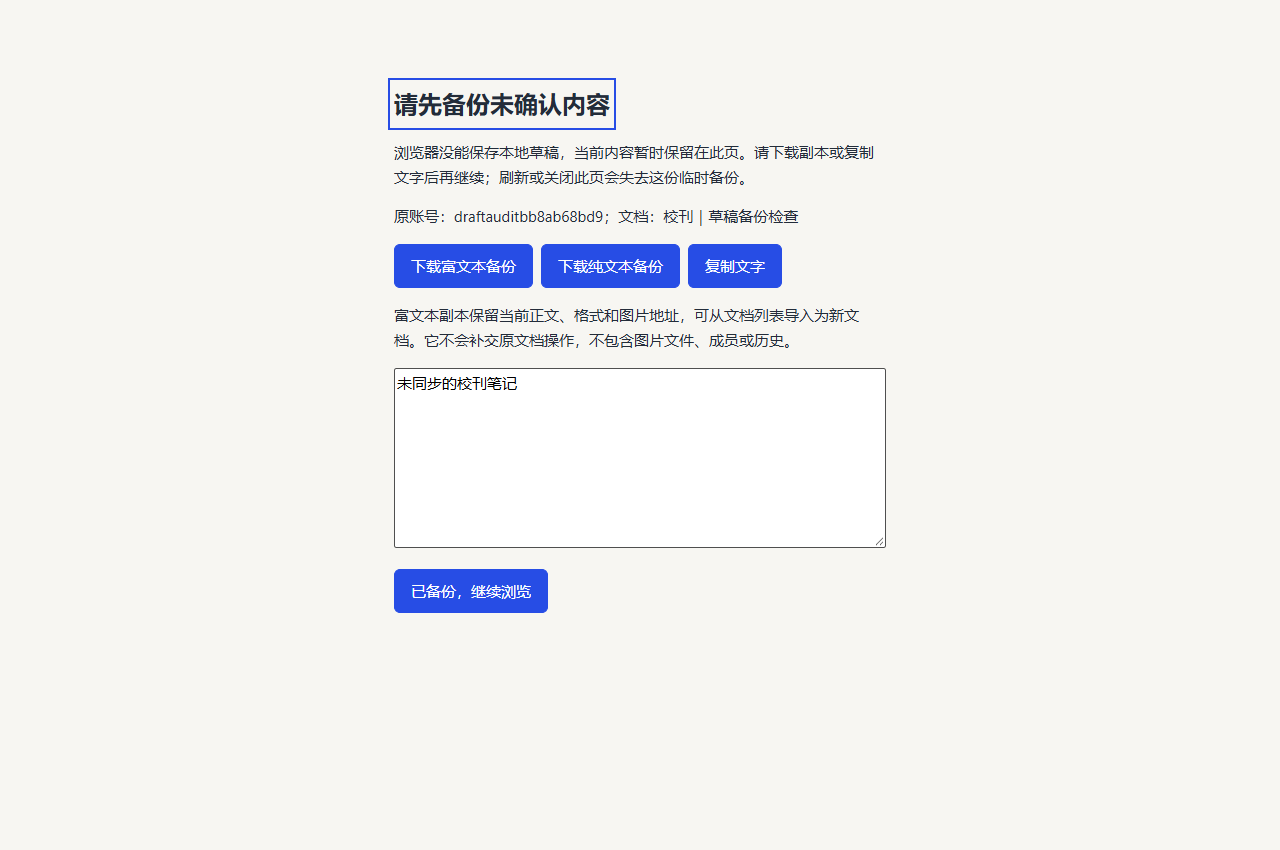 请先备份未确认内容
浏览器没能保存本地草稿，当前内容暂时保留在此页。请下载副本或复制
文字后再继续；刷新或关闭此页会失去这份临时备份。
原账号：draftauditbb8ab68bd9；文档：校刊 | 草稿备份检查
下载富文本备份 下载纯文本备份 复制文字
富文本副本保留当前正文、格式和图片地址，可从文档列表导入为新文
档。它不会补交原文档操作，不包含图片文件、成员或历史。
未同步的校刊笔记
已备份，继续浏览